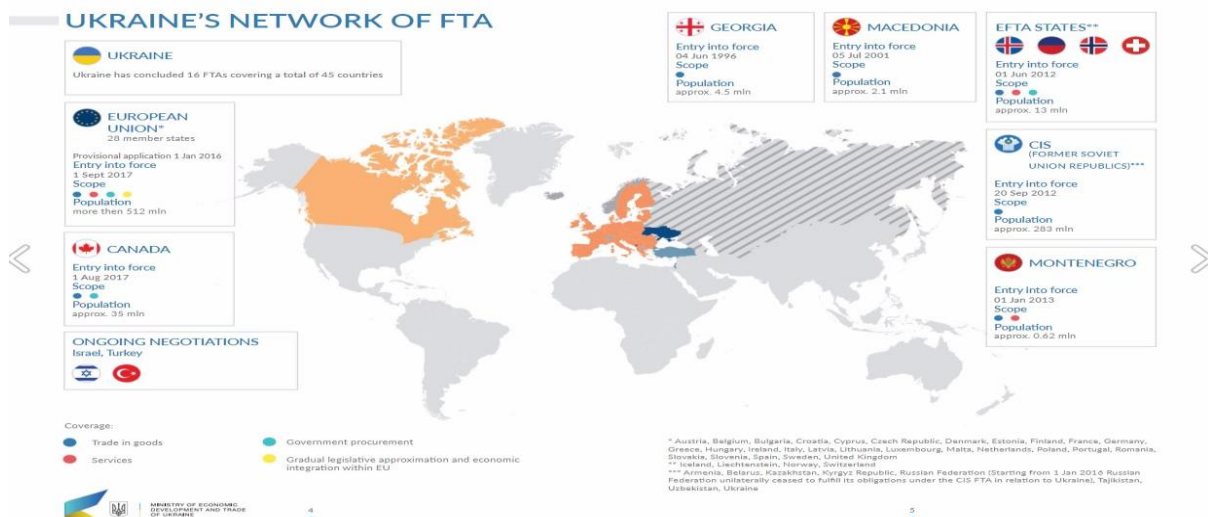 UKRAINE'S NETWORK OF FTA
UKRAINE
Ukraine has concluded 16 FTAs covering a total of 45 countries
EUROPEAN
UNION*
28 member states
Provisional application 1 Jan 2016
Entry into force
1 Sept 2017
Scope
Population
more then 512 mln
CANADA
Entry into force
1 Aug 2017
Scope
Population
approx. 35 mln
ONGOING NEGOTIATIONS
Israel, Turkey
GEORGIA
Entry into force
04 Jun 1996
Scope
Population
approx. 4.5 mln
MACEDONIA
Entry into force
05 Jul 2001
Scope
Population
approx. 2.1 mln
EFTA STATES**
Entry into force
01 Jun 2012
Scope
Population
approx. 13 mln
CIS
(FORMER SOVIET
UNION REPUBLICS)***
Entry into force
20 Sep 2012
Scope
Population
approx. 283 mln
MONTENEGRO
Entry into force
01 Jan 2013
Scope
Population
approx. 0.62 mln
Coverage:
Trade in goods
Services
Government procurement
Gradual legislative approximation and economic
integration within EU
* Austria, Belgium, Bulgaria, Croatia, Cyprus, Czech Republic, Denmark, Estonia, Finland, France, Germany,
Greece, Hungary, Ireland, Italy, Latvia, Lithuania, Luxembourg, Malta, Netherlands, Poland, Portugal, Romania,
Slovakia, Slovenia, Spain, Sweden, United Kingdom
** Iceland, Liechtenstein, Norway, Switzerland
*** Armenia, Belarus, Kazakhstan, Kyrgyz Republic, Russian Federation (Starting from 1 Jan 2016 Russian
Federation unilaterally ceased to fulfill its obligations under the CIS FTA in relation to Ukraine), Tajikistan,
Uzbekistan, Ukraine
MINISTRY OF ECONOMIC
DEVELOPMENT AND TRADE
OF UKRAINE
4
5